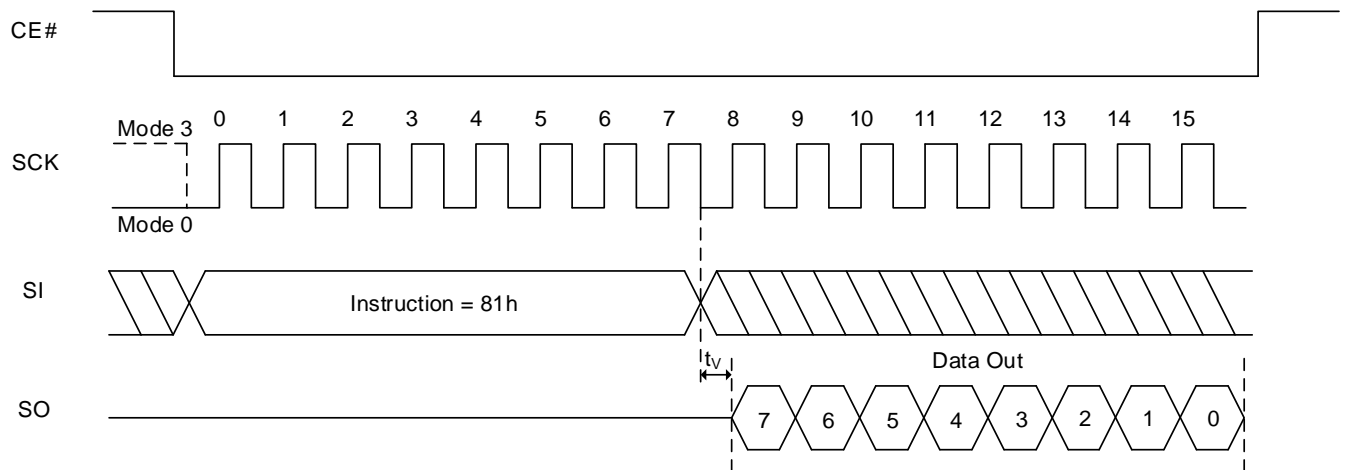 CE#
0 1 2 3 4 5 6 7 8 9 10 11 12 13 14 15
Mode 3
SCK
Mode 0
SI
Instruction = 81h
tV
Data Out
SO
7 6 5 4 3 2 1 0